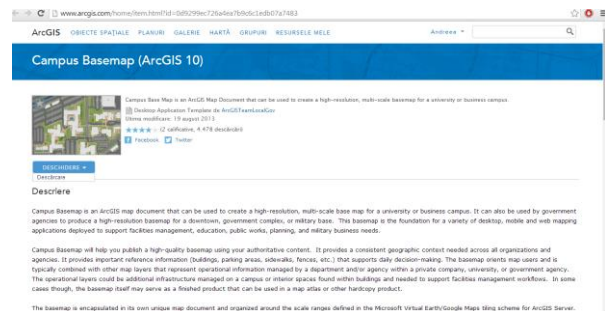 www.arcgis.com/home/item.html?id=0d9299ec726a4ea7b9c6c1edb07a7483
ArcGIS OBIECTE SPAȚIALE PLANURI GALERIE HARTĂ GRUPURI RESURSELE MELE Andreea
Campus Basemap (ArcGIS 10)
Campus Base Map is an ArcGIS Map Document that can be used to create a high-resolution, multi-scale basemap for a university or business campus.
Desktop Application Template de ArcGISTeamLocalGov
Ultima modificare: 19 august 2013
12 calificative, 4.478 descărcări
Facebook Twitter
DESCHIDERE
Descărcare
Descriere
Campus Basemap is an ArcGIS map document that can be used to create a high-resolution, multi-scale base map for a university or business campus. It can also be used by government
agencies to produce a high-resolution basemap for a downtown, government complex, or military base. This basemap is the foundation for a variety of desktop, mobile and web mapping
applications deployed to support facilities management, education, public works, planning, and military business needs.
Campus Basemap will help you publish a high-quality basemap using your authoritative content. It provides a consistent geographic context needed across all organizations and
agencies. It provides important reference information (buildings, parking areas, sidewalks, fences, etc.) that supports daily decision-making. The basemap orients map users and is
typically combined with other map layers that represent operational information managed by a department and/or agency within a private company, university, or government agency.
The operational layers could be additional infrastructure managed on a campus or interior spaces found within buildings and needed to support facilities management workflows. In some
cases though, the basemap itself may serve as a finished product that can be used in a map atlas or other hardcopy product.
The basemap is encapsulated in its own unique map document and organized around the scale ranges defined in the Microsoft Virtual Earth/Google Maps tiling scheme for ArcGIS Server.